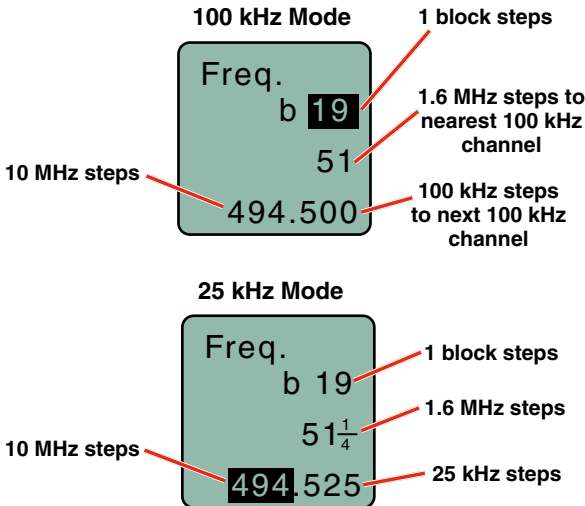 100 kHz Mode
1 block steps
Freq.
b 19
1.6 MHz steps to
nearest 100 kHz
channel
51
10 MHz steps
494.500
100 kHz steps
to next 100 kHz
channel
25 kHz Mode
Freq.
1 block steps
b 19
1.6 MHz steps
51 1/4
10 MHz steps
494.525
25 kHz steps